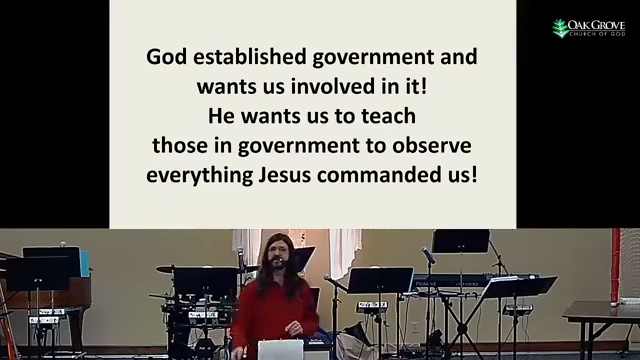 OAK GROVE
CHURCH OF GOD
God established government and
wants us involved in it!
He wants us to teach
those in government to observe
everything Jesus commanded us!